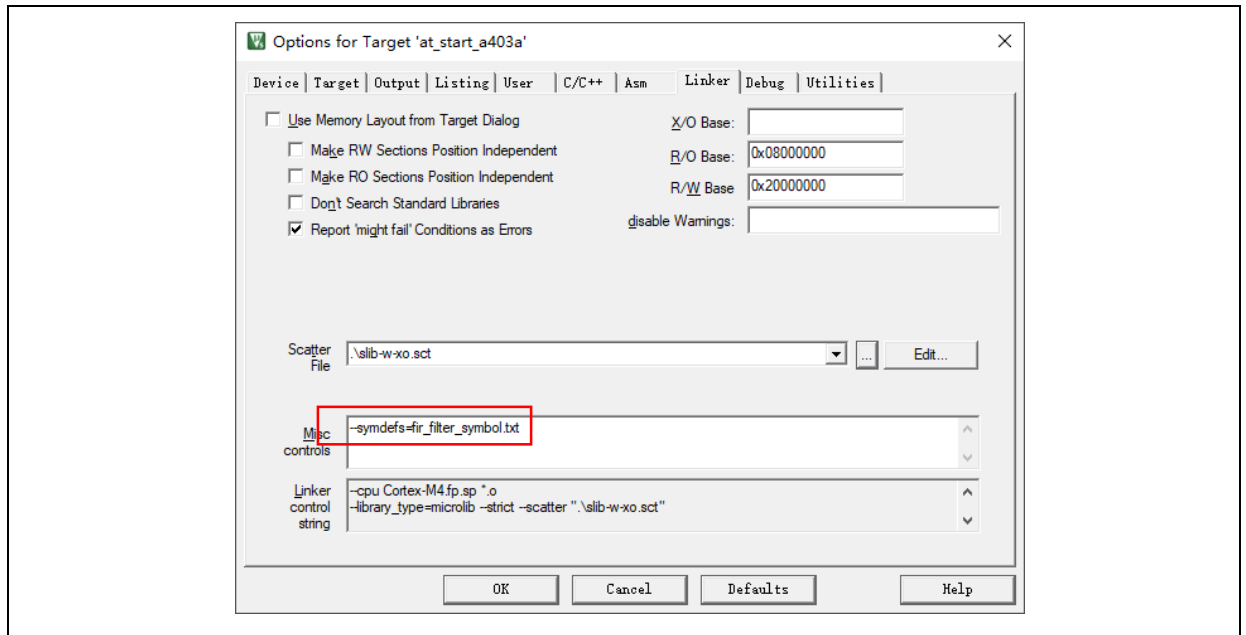 Options for Target 'at_start_a403a'
Device Target Output Listing User C/C++ Asm Linker Debug Utilities
Use Memory Layout from Target Dialog
Make RW Sections Position Independent
Make RO Sections Position Independent
Don't Search Standard Libraries
Report 'might fail' Conditions as Errors
X/O Base:
R/O Base: 0x08000000
R/W Base 0x20000000
disable Warnings:
Scatter File .\slib-w-xo.sct ... Edit...
Misc controls --symdefs=fir_filter_symbol.txt
Linker control string --cpu Cortex-M4.fp.sp *.o
--library_type=microlib --strict --scatter ".\slib-w-xo.sct"
OK Cancel Defaults Help